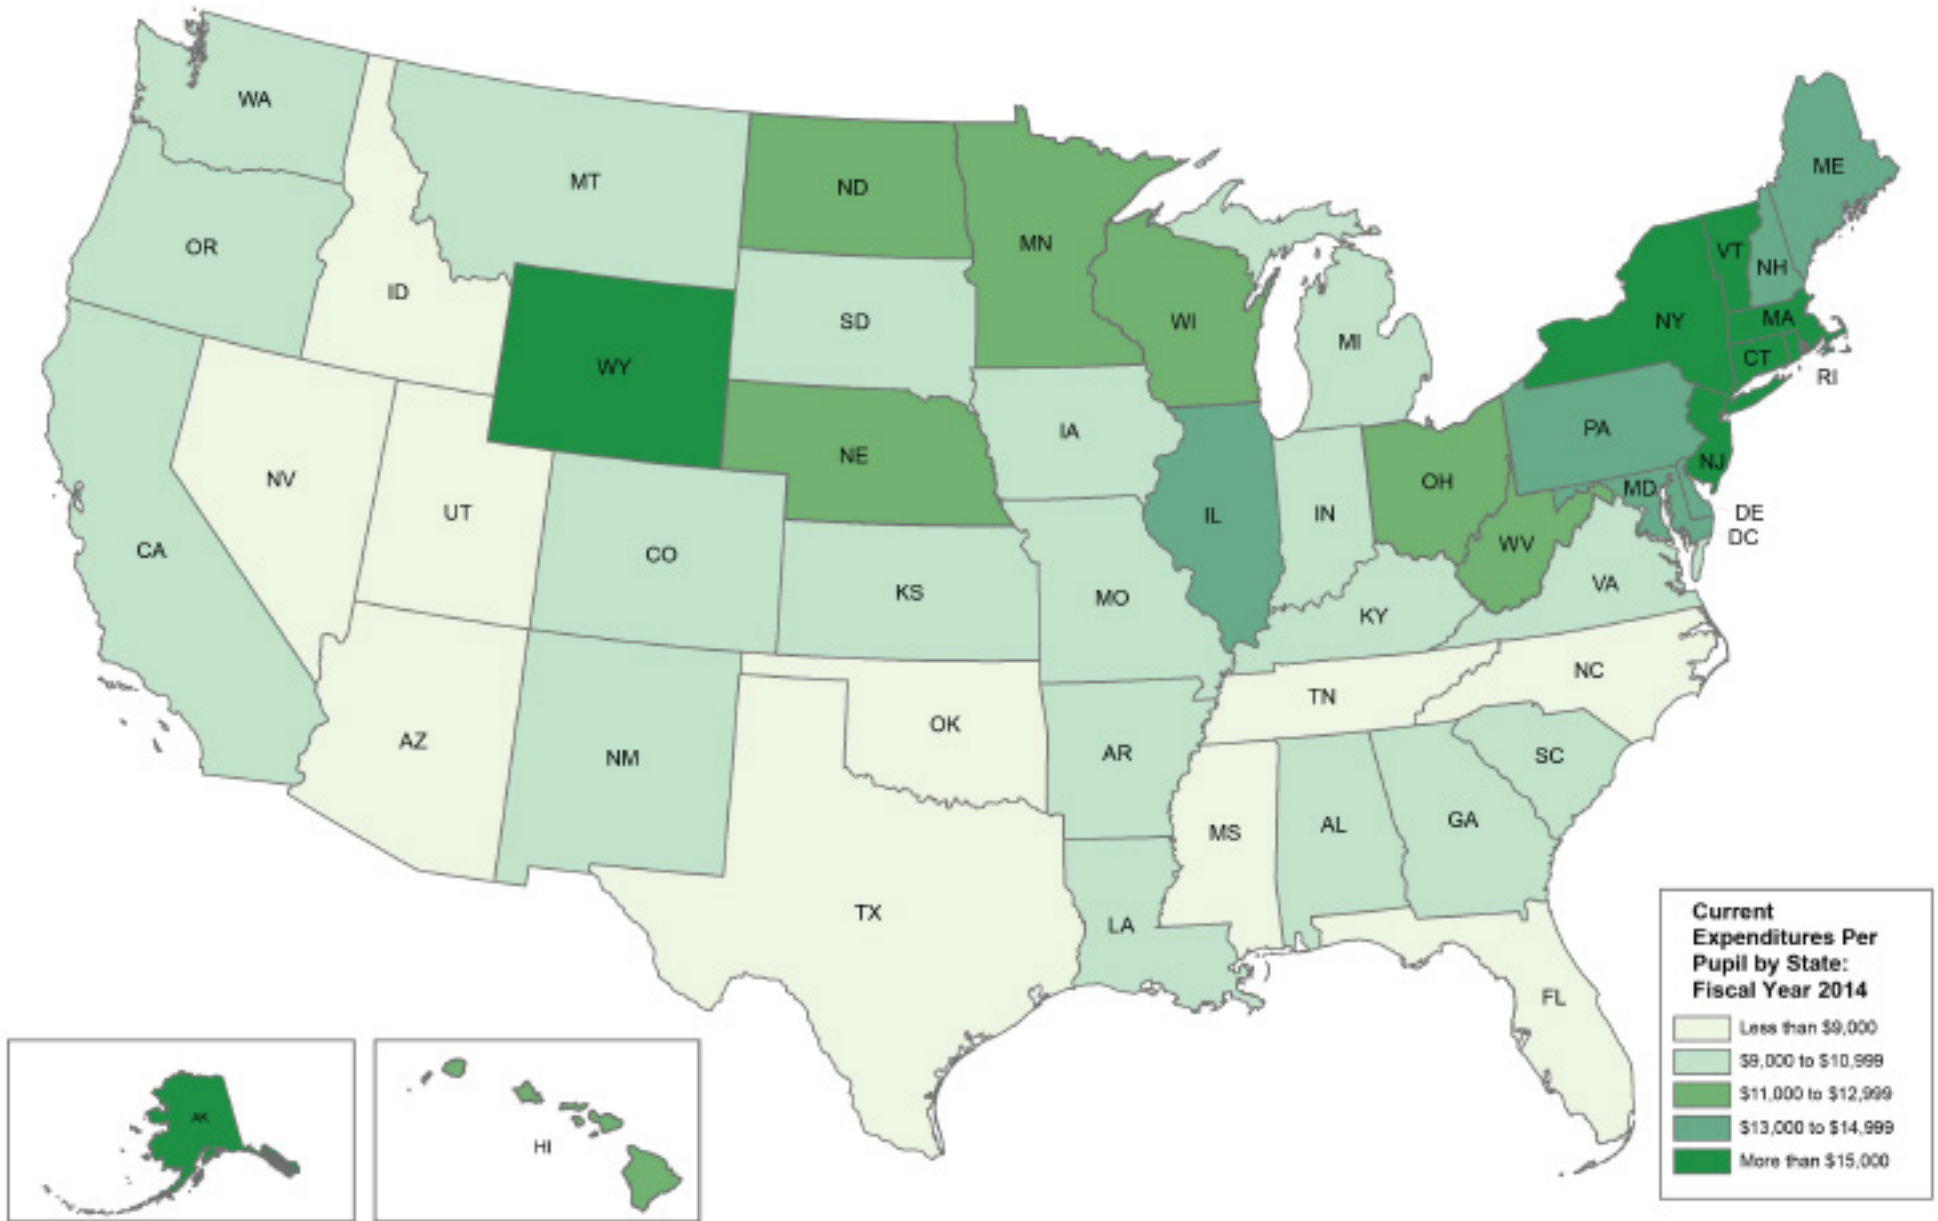 WA
MT
ND
MN
ME
OR
ID
WY
SD
WI
MI
VT
NH
NY
MA
CT
RI
NV
UT
CO
NE
IA
IL
IN
OH
PA
NJ
MD
DE
DC
CA
KS
MO
KY
WV
VA
AZ
NM
OK
AR
TN
NC
SC
TX
LA
MS
AL
GA
FL
AK
HI
Current
Expenditures Per
Pupil by State:
Fiscal Year 2014
Less than $9,000
$9,000 to $10,999
$11,000 to $12,999
$13,000 to $14,999
More than $15,000